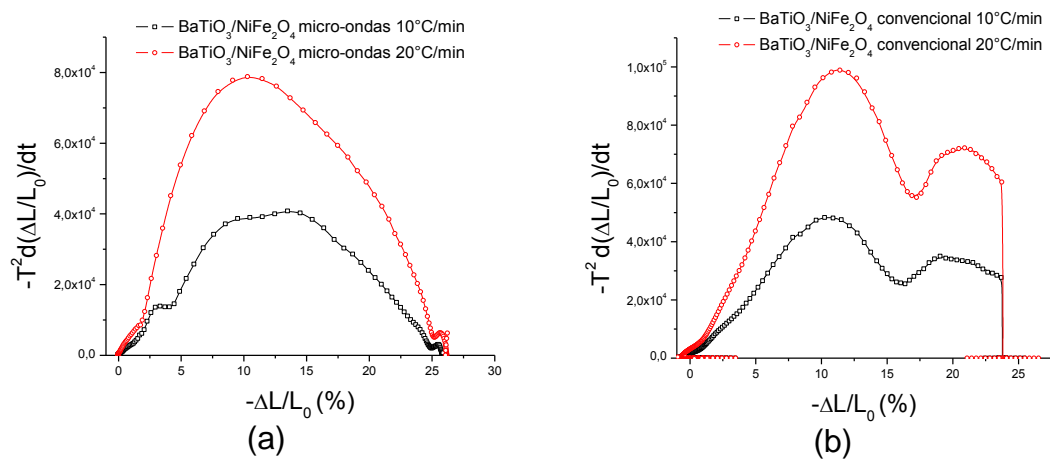 BaTiO₃/NiFe₂O₄ micro-ondas 10°C/min
BaTiO₃/NiFe₂O₄ micro-ondas 20°C/min
8,0x10⁴
6,0x10⁴
4,0x10⁴
2,0x10⁴
0,0
-T² d(ΔL/L₀)/dt
0 5 10 15 20 25 30
-ΔL/L₀ (%)
(a)
BaTiO₃/NiFe₂O₄ convencional 10°C/min
BaTiO₃/NiFe₂O₄ convencional 20°C/min
1,0x10⁵
8,0x10⁴
6,0x10⁴
4,0x10⁴
2,0x10⁴
0,0
-T² d(ΔL/L₀)/dt
0 5 10 15 20 25
-ΔL/L₀ (%)
(b)